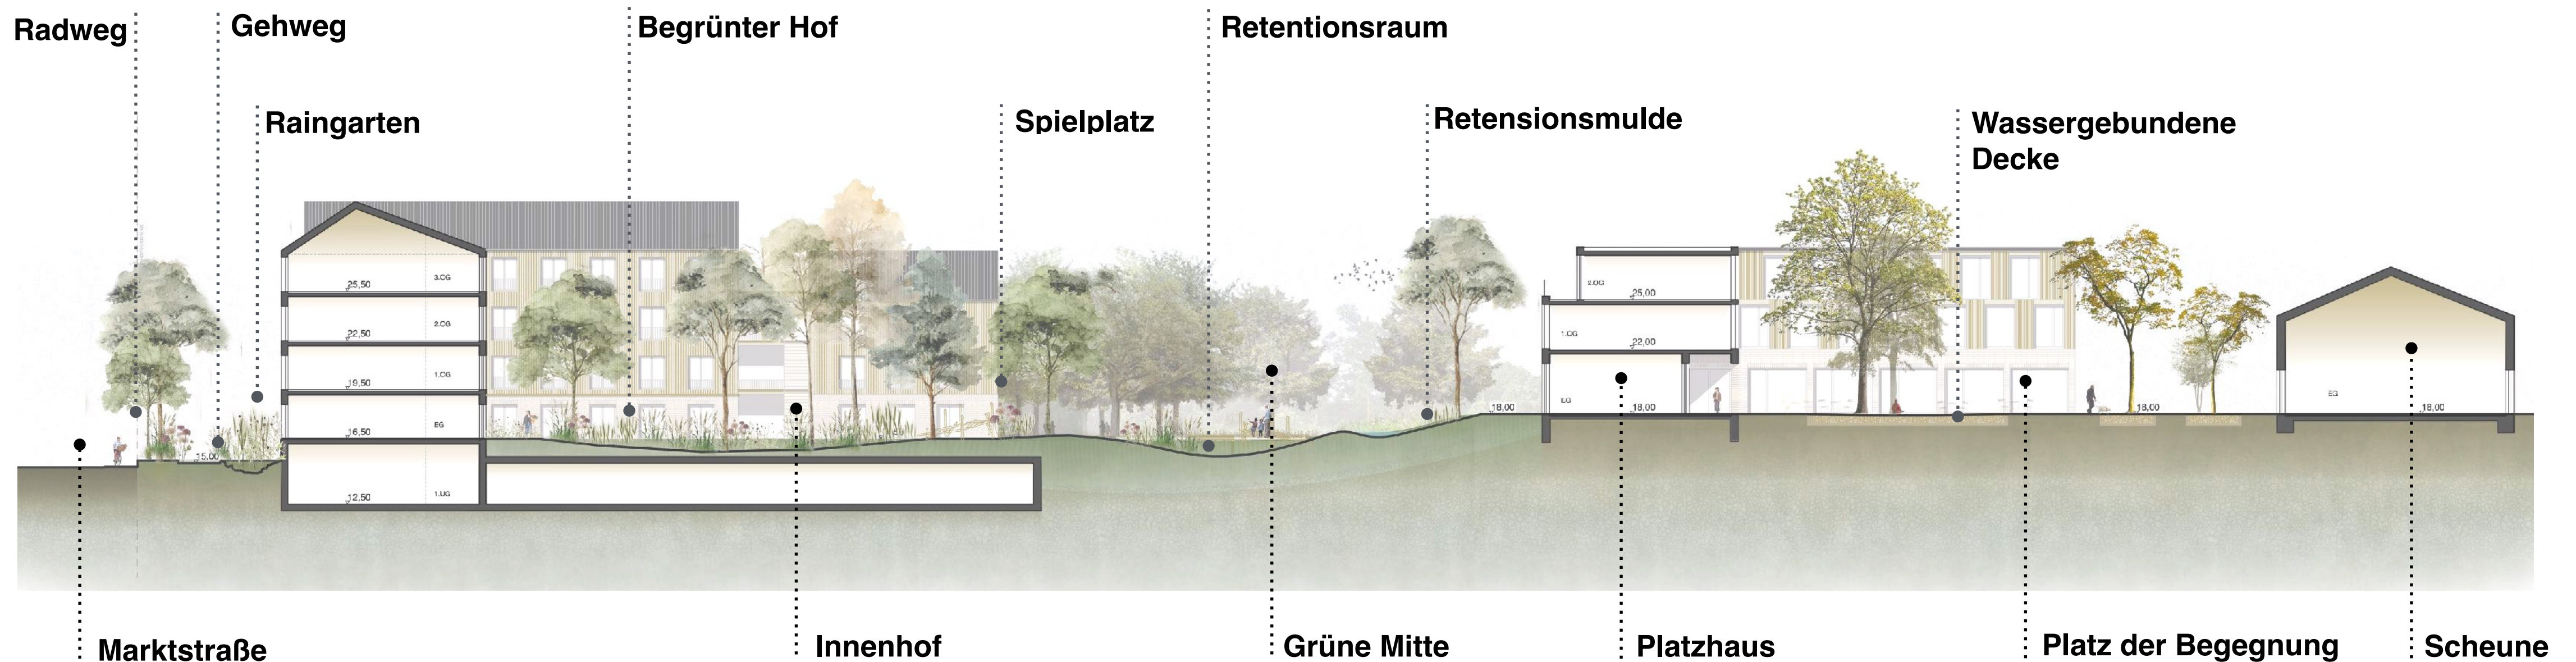 Radweg
Gehweg
Begrünter Hof
Retentionsraum
Raingarten
Spielplatz
Retensionsmulde
Wassergebundene
Decke
3.OG
25,50
2.OG
22,50
1.OG
19,50
EG
16,50
15,00
1.UG
12,50
2.OG
25,00
1.OG
22,00
EG
18,00
18,00
18,00
EG
18,00
Marktstraße
Innenhof
Grüne Mitte
Platzhaus
Platz der Begegnung
Scheune